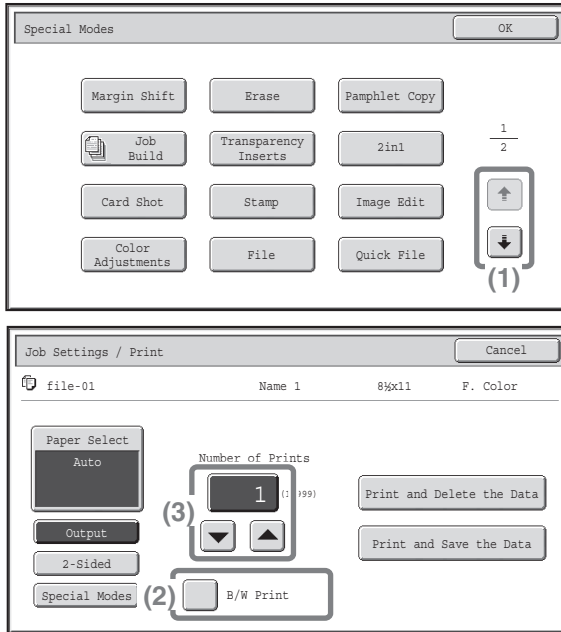 Special Modes
OK
Margin Shift
Erase
Pamphlet Copy
Job
Build
Transparency
Inserts
2in1
1
2
Card Shot
Stamp
Image Edit
Color
Adjustments
File
Quick File
(1)
Job Settings / Print
Cancel
file-01
Name 1
8½x11
F. Color
Paper Select
Auto
Number of Prints
1
(3)
Print and Delete the Data
Output
Print and Save the Data
2-Sided
Special Modes
(2)
B/W Print